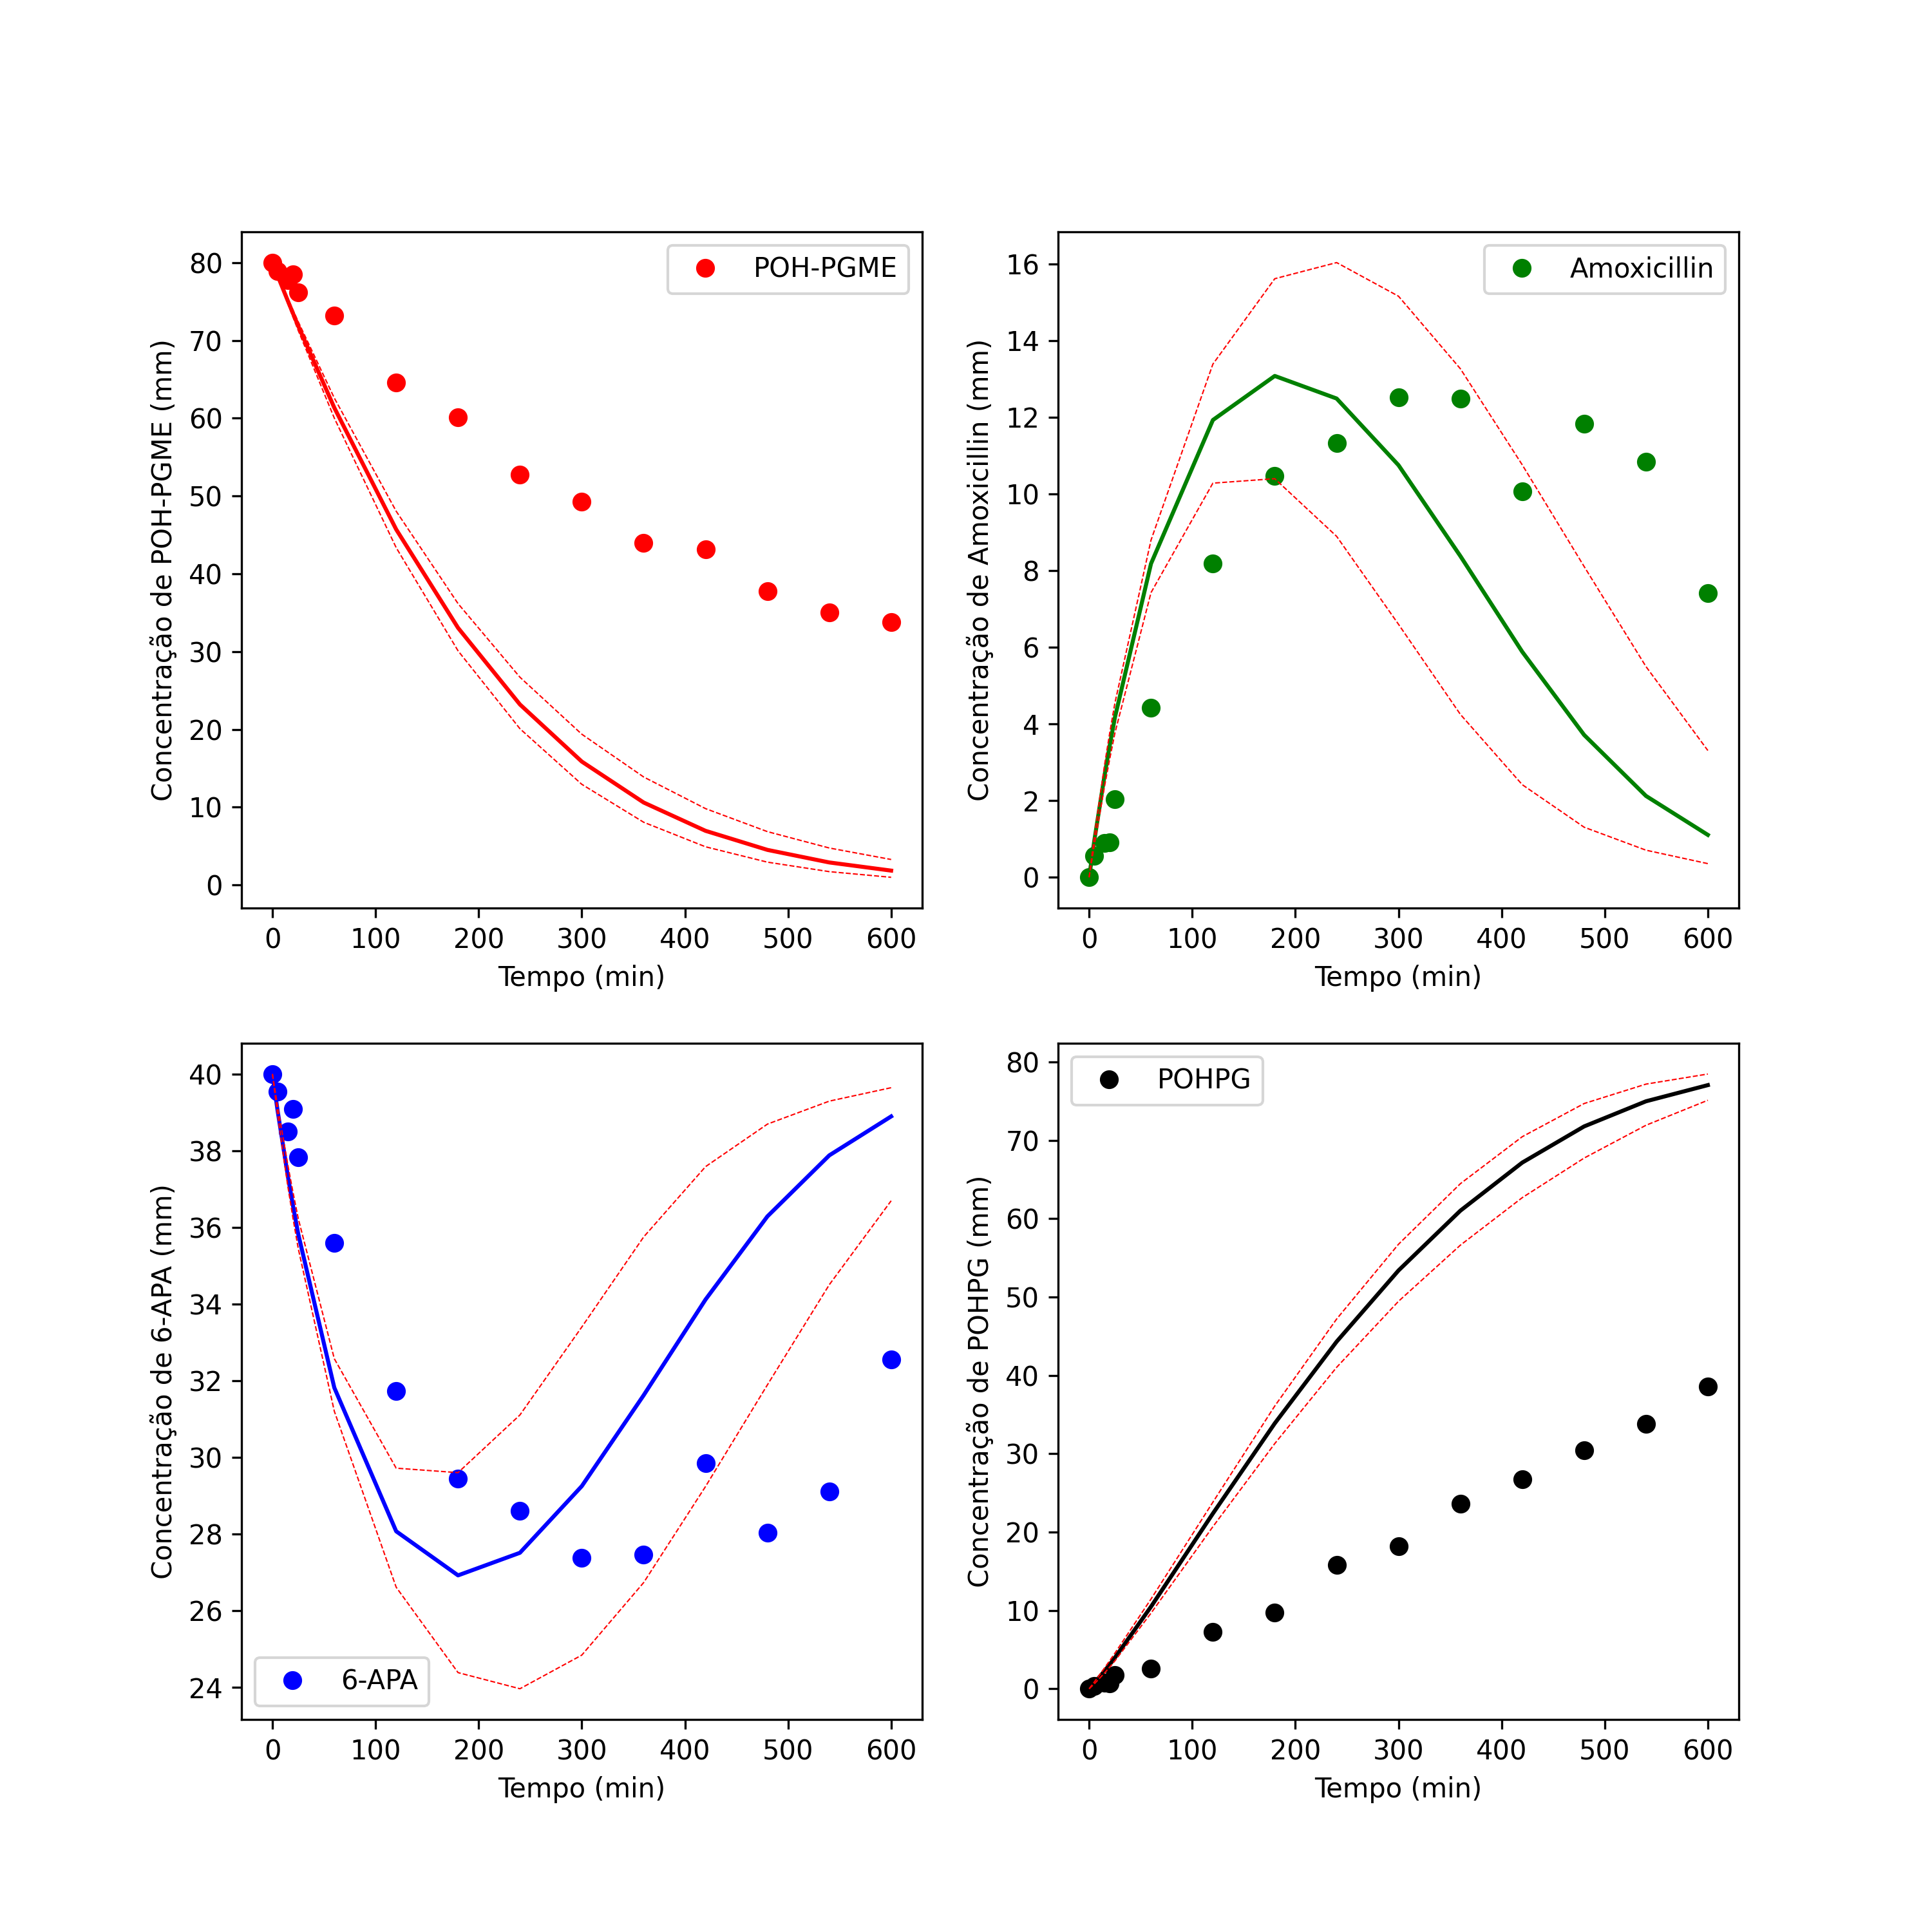 POH-PGME
Concentração de POH-PGME (mm)
80
70
60
50
40
30
20
10
0
0 100 200 300 400 500 600
Tempo (min)
Amoxicillin
Concentração de Amoxicillin (mm)
16
14
12
10
8
6
4
2
0
0 100 200 300 400 500 600
Tempo (min)
Concentração de 6-APA (mm)
40
38
36
34
32
30
28
26
24
6-APA
0 100 200 300 400 500 600
Tempo (min)
POHPG
Concentração de POHPG (mm)
80
70
60
50
40
30
20
10
0
0 100 200 300 400 500 600
Tempo (min)